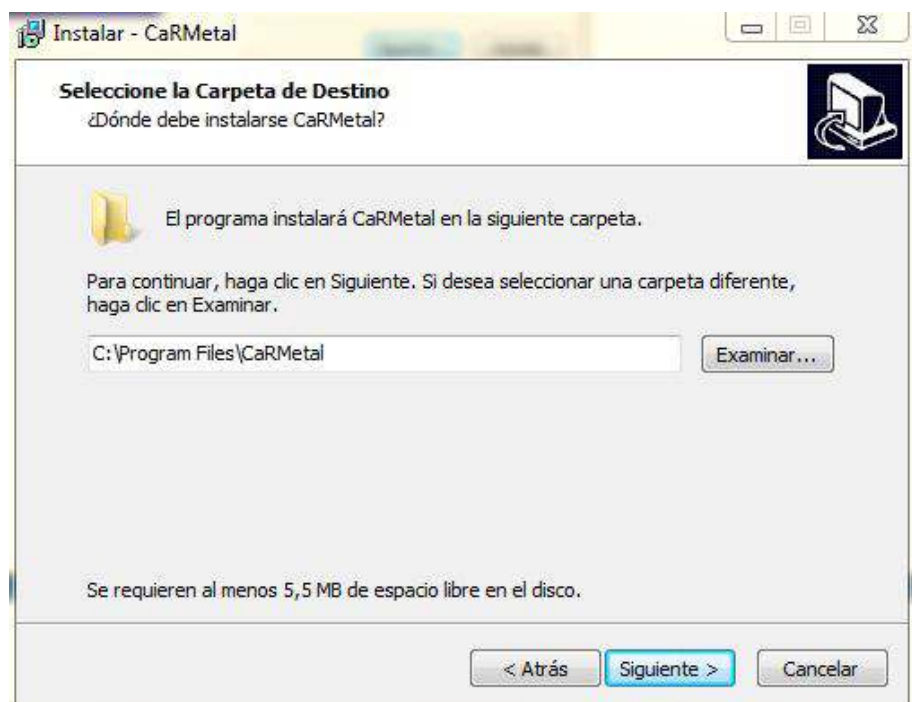 Instalar - CaRMetal
Seleccione la Carpeta de Destino
¿Dónde debe instalarse CaRMetal?
El programa instalará CaRMetal en la siguiente carpeta.
Para continuar, haga clic en Siguiente. Si desea seleccionar una carpeta diferente,
haga clic en Examinar.
C:\Program Files\CaRMetal
Examinar...
Se requieren al menos 5,5 MB de espacio libre en el disco.
< Atrás
Siguiente >
Cancelar